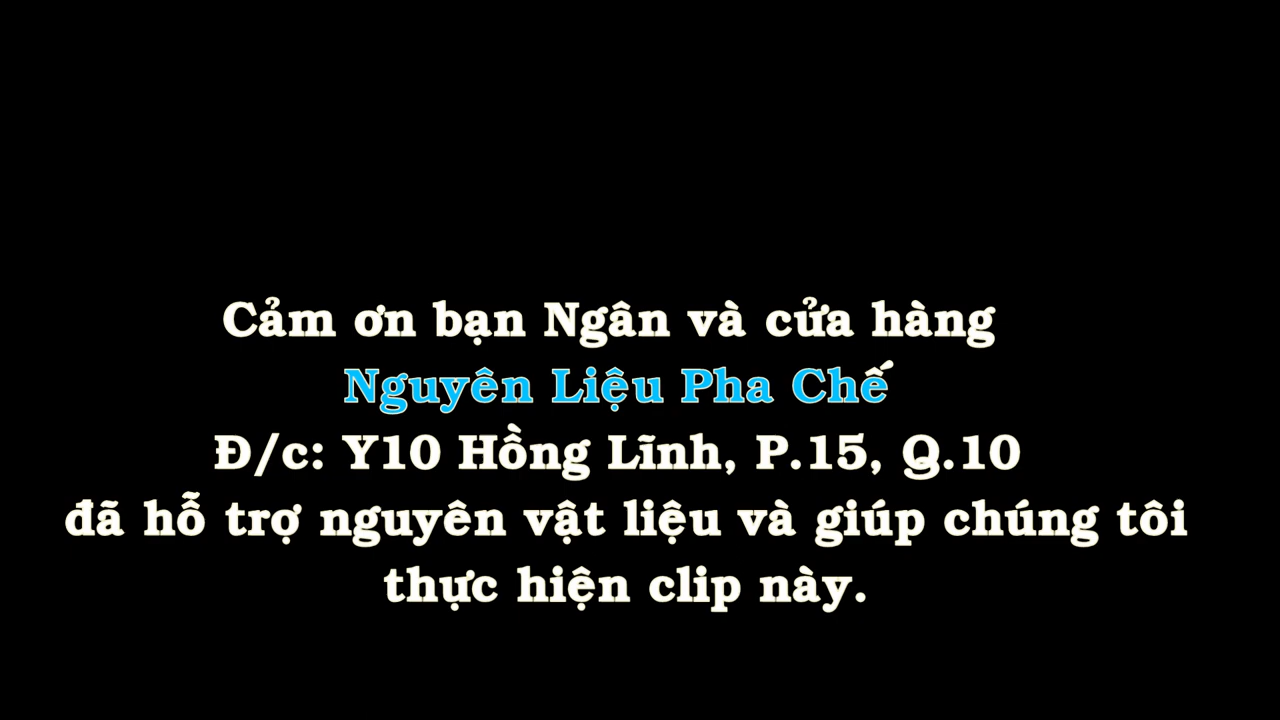 Cảm ơn bạn Ngân và cửa hàng
Nguyên Liệu Pha Chế
Đ/c: Y10 Hồng Lĩnh, P.15, Q.10
đã hỗ trợ nguyên vật liệu và giúp chúng tôi
thực hiện clip này.